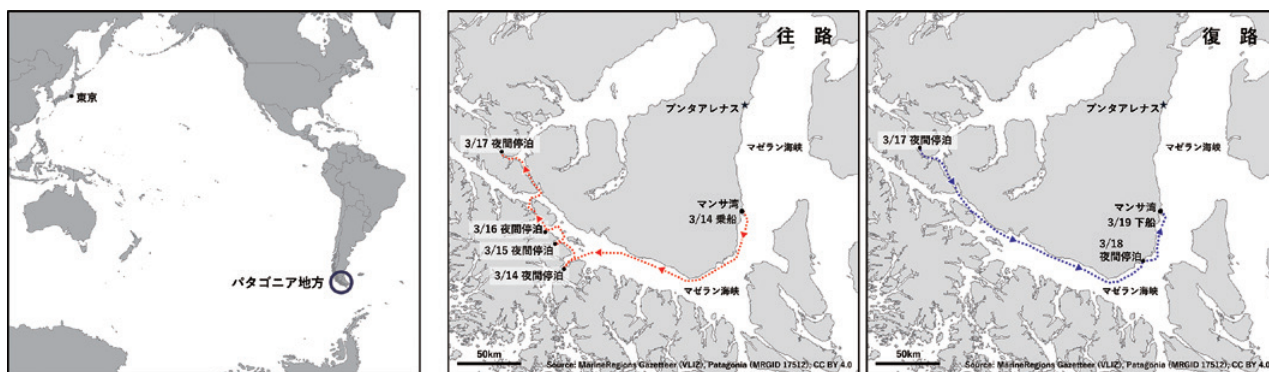 東京
パタゴニア地方
往 路
プンタアレナス
3/17 夜間停泊
マゼラン海峡
マンサ湾
3/14 乗船
3/16 夜間停泊
3/15 夜間停泊
3/14 夜間停泊
マゼラン海峡
50km
Source: MarineRegions Gazetteer (VLIZ), Patagonia (MRGID 17512), CC BY 4.0
復 路
プンタアレナス
3/17 夜間停泊
マゼラン海峡
マンサ湾
3/19 下船
3/18
夜間停泊
マゼラン海峡
50km
Source: MarineRegions Gazetteer (VLIZ), Patagonia (MRGID 17512), CC BY 4.0